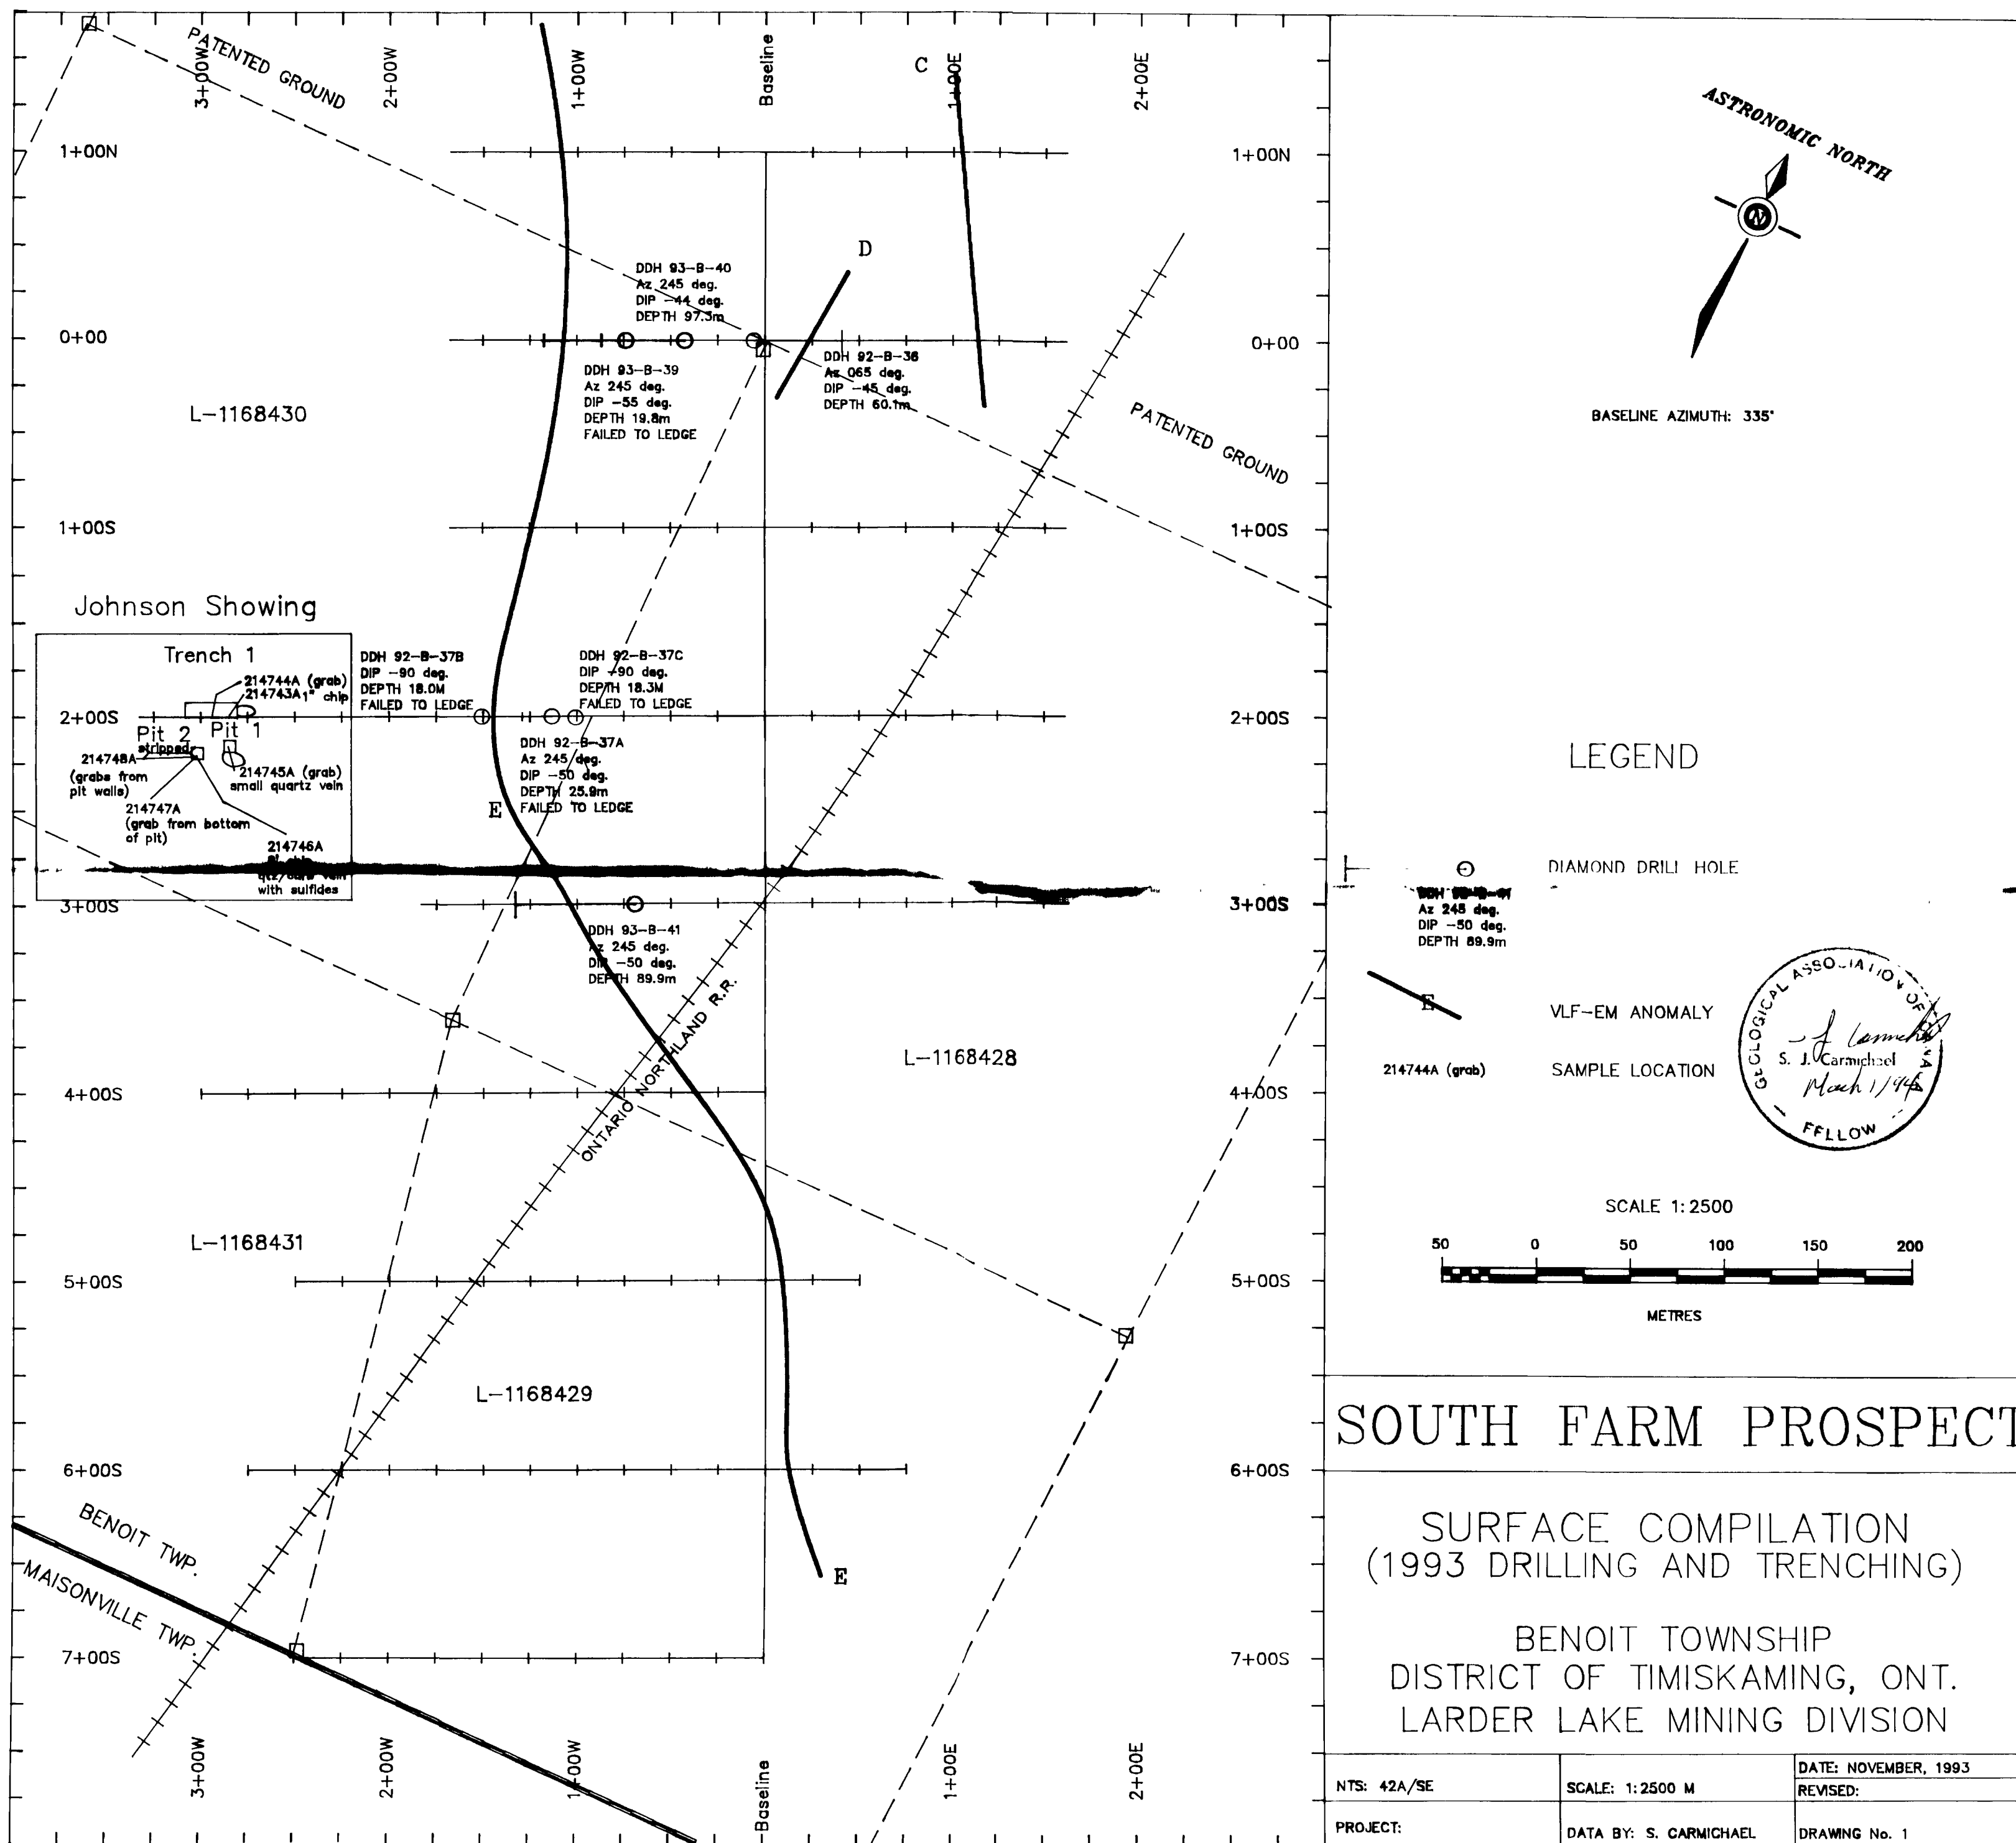 3+00W
2+00W
1+00W
Baseline
C
1+00E
2+00E
PATENTED GROUND
1+00N
1+00N
D
DDH 93-B-40
Az 245 deg.
DIP -44 deg.
DEPTH 97.3m
0+00
0+00
DDH 93-B-39
Az 245 deg.
DIP -55 deg.
DEPTH 19.8m
FAILED TO LEDGE
DDH 92-B-36
Az 065 deg.
DIP -45 deg.
DEPTH 60.1m
PATENTED GROUND
L-1168430
1+00S
1+00S
Johnson Showing
Trench 1
214744A (grab)
214743A 1" chip
DDH 92-B-37B
DIP -90 deg.
DEPTH 18.0M
FAILED TO LEDGE
DDH 92-B-37C
DIP -90 deg.
DEPTH 18.3M
FAILED TO LEDGE
2+00S
2+00S
Pit 2
Pit 1
stripped
214748A
(grabs from
pit walls)
214745A (grab)
small quartz vein
214747A
(grab from bottom
of pit)
214746A
chip
qtz/carb vein
with sulfides
DDH 92-B-37A
Az 245 deg.
DIP -50 deg.
DEPTH 25.9m
FAILED TO LEDGE
E
3+00S
3+00S
DDH 93-B-41
Az 245 deg.
DIP -50 deg.
DEPTH 89.9m
ONTARIO NORTHLAND R.R.
L-1168428
4+00S
4+00S
L-1168431
5+00S
5+00S
L-1168429
6+00S
6+00S
E
BENOIT TWP.
MAISONVILLE TWP.
7+00S
7+00S
3+00W
2+00W
1+00W
Baseline
1+00E
2+00E
ASTRONOMIC NORTH
N
BASELINE AZIMUTH: 335°
LEGEND
DIAMOND DRILL HOLE
Az 245 deg.
DIP -50 deg.
DEPTH 89.9m
E
VLF-EM ANOMALY
214744A (grab)
SAMPLE LOCATION
GEOLOGICAL ASSOCIATION OF CANADA
S. J. Carmichael
March 1/94
FELLOW
SCALE 1:2500
50 0 50 100 150 200
METRES
SOUTH FARM PROSPECT
SURFACE COMPILATION
(1993 DRILLING AND TRENCHING)
BENOIT TOWNSHIP
DISTRICT OF TIMISKAMING, ONT.
LARDER LAKE MINING DIVISION
NTS: 42A/SE
SCALE: 1:2500 M
DATE: NOVEMBER, 1993
REVISED:
PROJECT:
DATA BY: S. CARMICHAEL
DRAWING No. 1